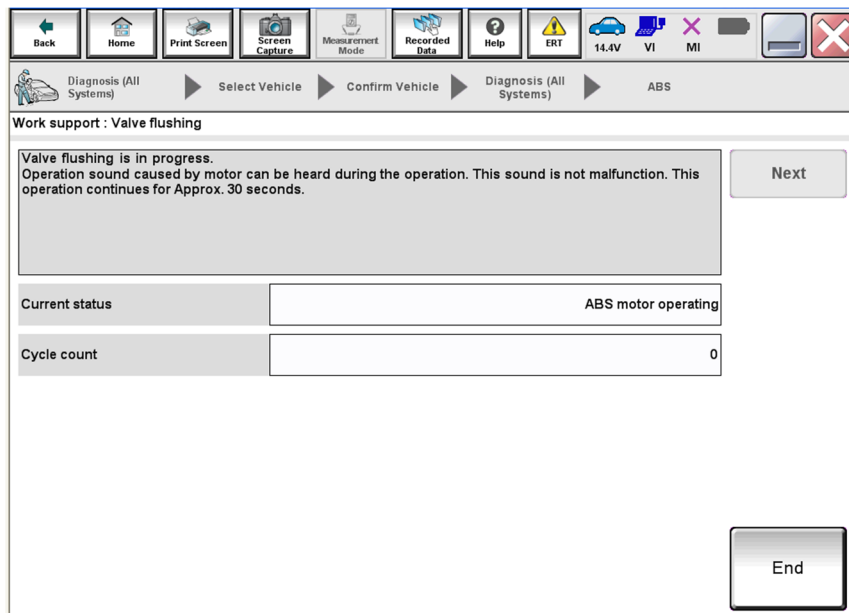 Back
Home
Print Screen
Screen
Capture
Measurement
Mode
Recorded
Data
Help
ERT
14.4V
VI
MI
Diagnosis (All
Systems)
Select Vehicle
Confirm Vehicle
Diagnosis (All
Systems)
ABS
Work support : Valve flushing
Valve flushing is in progress.
Operation sound caused by motor can be heard during the operation. This sound is not malfunction. This
operation continues for Approx. 30 seconds.
Next
Current status
ABS motor operating
Cycle count
0
End